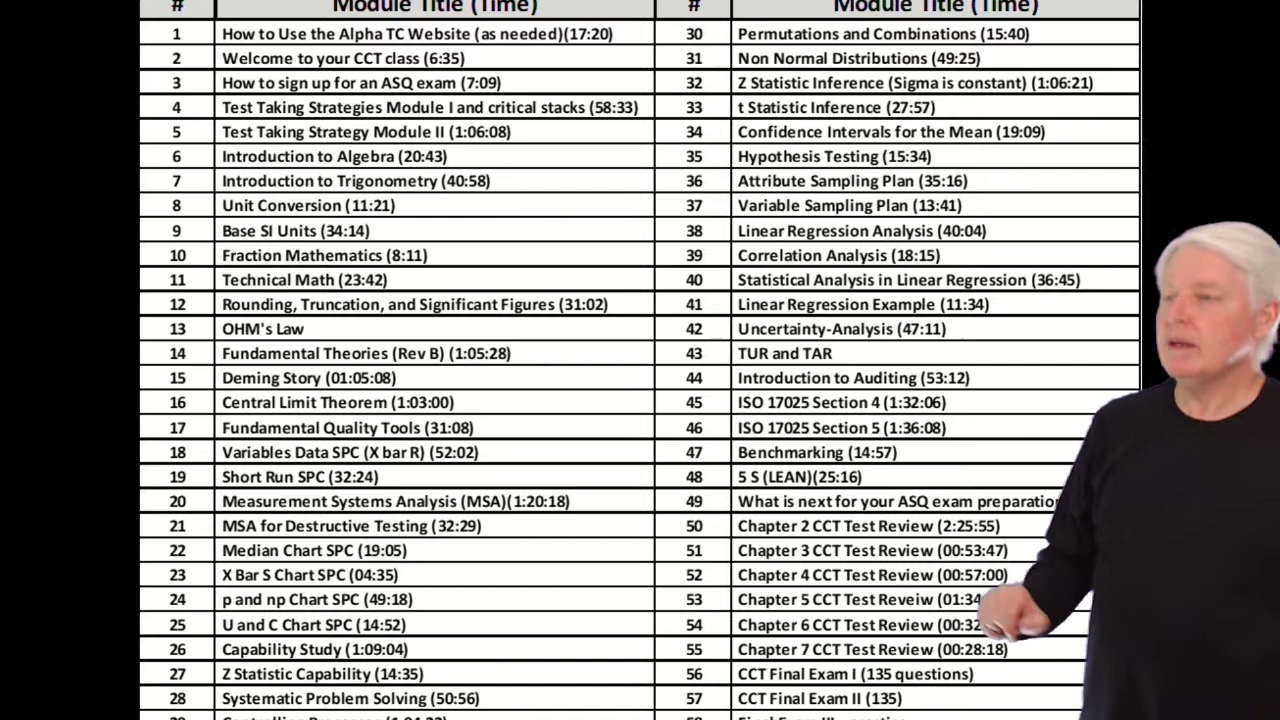 # Module Title (Time)
1 How to Use the Alpha TC Website (as needed)(17:20)
2 Welcome to your CCT class (6:35)
3 How to sign up for an ASQ exam (7:09)
4 Test Taking Strategies Module I and critical stacks (58:33)
5 Test Taking Strategy Module II (1:06:08)
6 Introduction to Algebra (20:43)
7 Introduction to Trigonometry (40:58)
8 Unit Conversion (11:21)
9 Base SI Units (34:14)
10 Fraction Mathematics (8:11)
11 Technical Math (23:42)
12 Rounding, Truncation, and Significant Figures (31:02)
13 OHM's Law
14 Fundamental Theories (Rev B) (1:05:28)
15 Deming Story (01:05:08)
16 Central Limit Theorem (1:03:00)
17 Fundamental Quality Tools (31:08)
18 Variables Data SPC (X bar R) (52:02)
19 Short Run SPC (32:24)
20 Measurement Systems Analysis (MSA)(1:20:18)
21 MSA for Destructive Testing (32:29)
22 Median Chart SPC (19:05)
23 X Bar S Chart SPC (04:35)
24 p and np Chart SPC (49:18)
25 U and C Chart SPC (14:52)
26 Capability Study (1:09:04)
27 Z Statistic Capability (14:35)
28 Systematic Problem Solving (50:56)
# Module Title (Time)
30 Permutations and Combinations (15:40)
31 Non Normal Distributions (49:25)
32 Z Statistic Inference (Sigma is constant) (1:06:21)
33 t Statistic Inference (27:57)
34 Confidence Intervals for the Mean (19:09)
35 Hypothesis Testing (15:34)
36 Attribute Sampling Plan (35:16)
37 Variable Sampling Plan (13:41)
38 Linear Regression Analysis (40:04)
39 Correlation Analysis (18:15)
40 Statistical Analysis in Linear Regression (36:45)
41 Linear Regression Example (11:34)
42 Uncertainty-Analysis (47:11)
43 TUR and TAR
44 Introduction to Auditing (53:12)
45 ISO 17025 Section 4 (1:32:06)
46 ISO 17025 Section 5 (1:36:08)
47 Benchmarking (14:57)
48 5 S (LEAN)(25:16)
49 What is next for your ASQ exam preparation
50 Chapter 2 CCT Test Review (2:25:55)
51 Chapter 3 CCT Test Review (00:53:47)
52 Chapter 4 CCT Test Review (00:57:00)
53 Chapter 5 CCT Test Reveiw (01:34
54 Chapter 6 CCT Test Review (00:32
55 Chapter 7 CCT Test Review (00:28:18)
56 CCT Final Exam I (135 questions)
57 CCT Final Exam II (135)